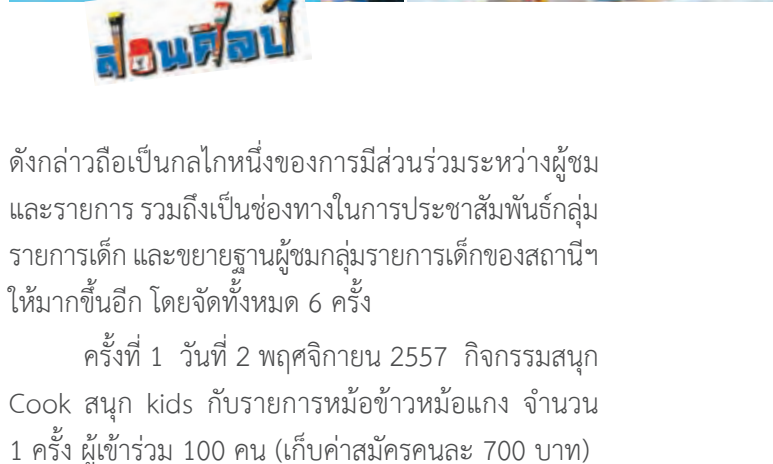 สอนศิลป์
ดังกล่าวถือเป็นกลไกหนึ่งของการมีส่วนร่วมระหว่างผู้ชม
และรายการ รวมถึงเป็นช่องทางในการประชาสัมพันธ์กลุ่ม
รายการเด็ก และขยายฐานผู้ชมกลุ่มรายการเด็กของสถานีฯ
ให้มากขึ้นอีก โดยจัดทั้งหมด 6 ครั้ง
ครั้งที่ 1 วันที่ 2 พฤศจิกายน 2557 กิจกรรมสนุก
Cook สนุก kids กับรายการหม้อข้าวหม้อแกง จำนวน
1 ครั้ง ผู้เข้าร่วม 100 คน (เก็บค่าสมัครคนละ 700 บาท)